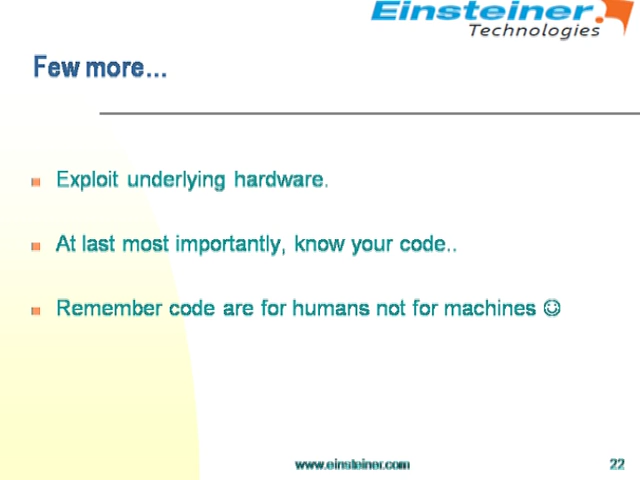 Einsteiner
Technologies
Few more...
Exploit underlying hardware.
At last most importantly, know your code..
Remember code are for humans not for machines ☺
www.einsteiner.com
22